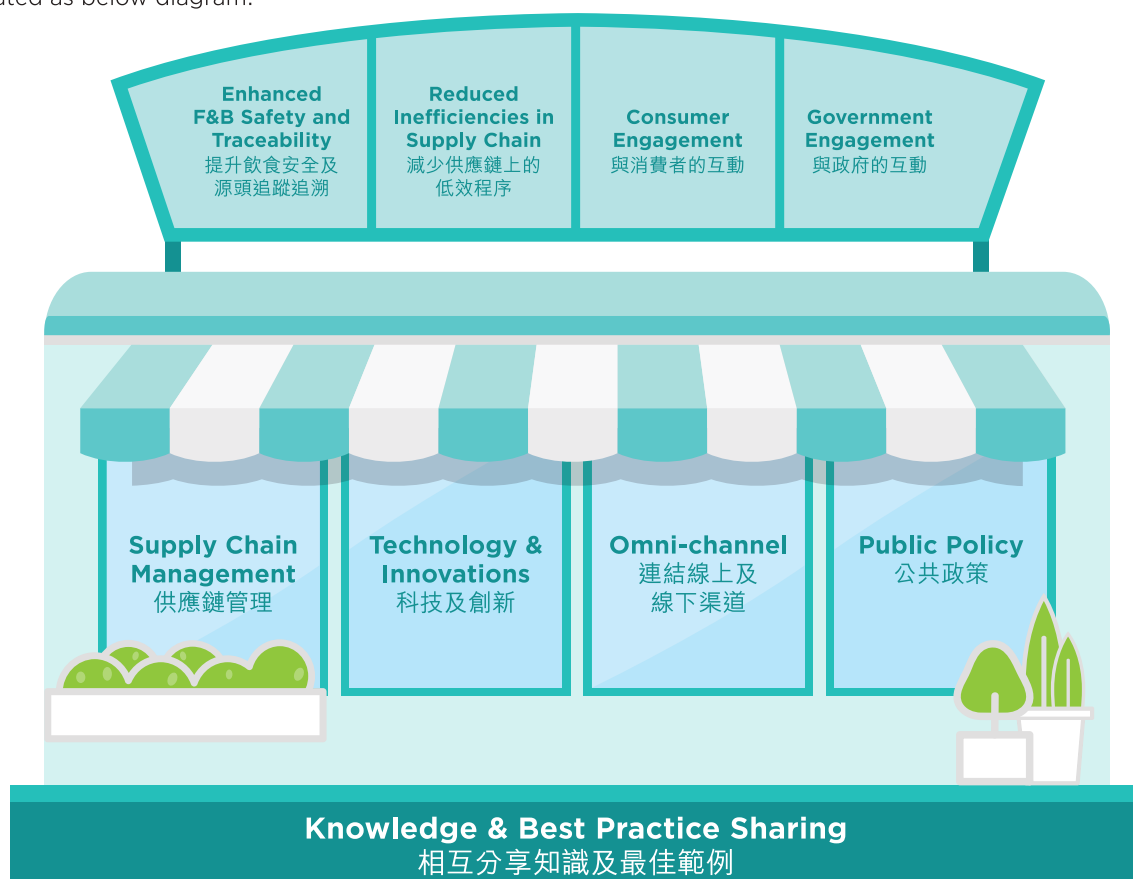 ated as below diagram:
Enhanced
F&B Safety and
Traceability
提升飲食安全及
源頭追蹤追溯
Reduced
Inefficiencies in
Supply Chain
減少供應鏈上的
低效程序
Consumer
Engagement
與消費者的互動
Government
Engagement
與政府的互動
Supply Chain
Management
供應鏈管理
Technology &
Innovations
科技及創新
Omni-channel
連結線上及
線下渠道
Public Policy
公共政策
Knowledge & Best Practice Sharing
相互分享知識及最佳範例